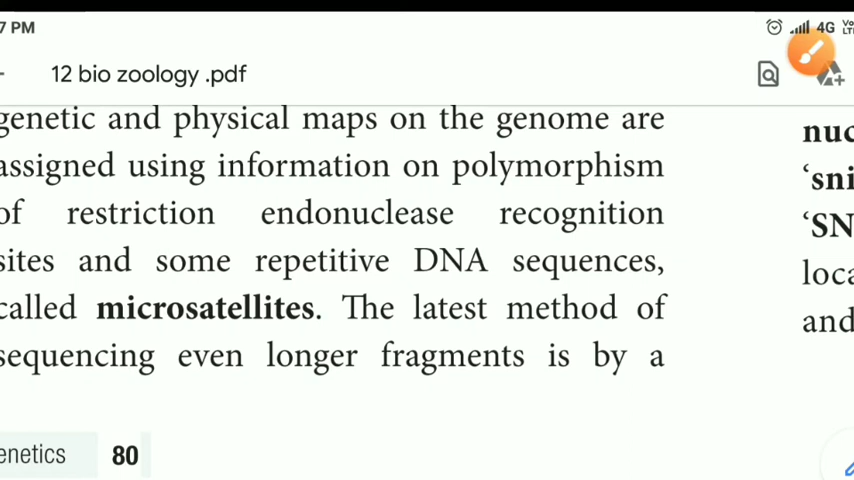 7 PM
4G
12 bio zoology .pdf
genetic and physical maps on the genome are
assigned using information on polymorphism
of restriction endonuclease recognition
sites and some repetitive DNA sequences,
called microsatellites. The latest method of
sequencing even longer fragments is by a
enetics 80
nuc
‘sni
‘SN
loca
and